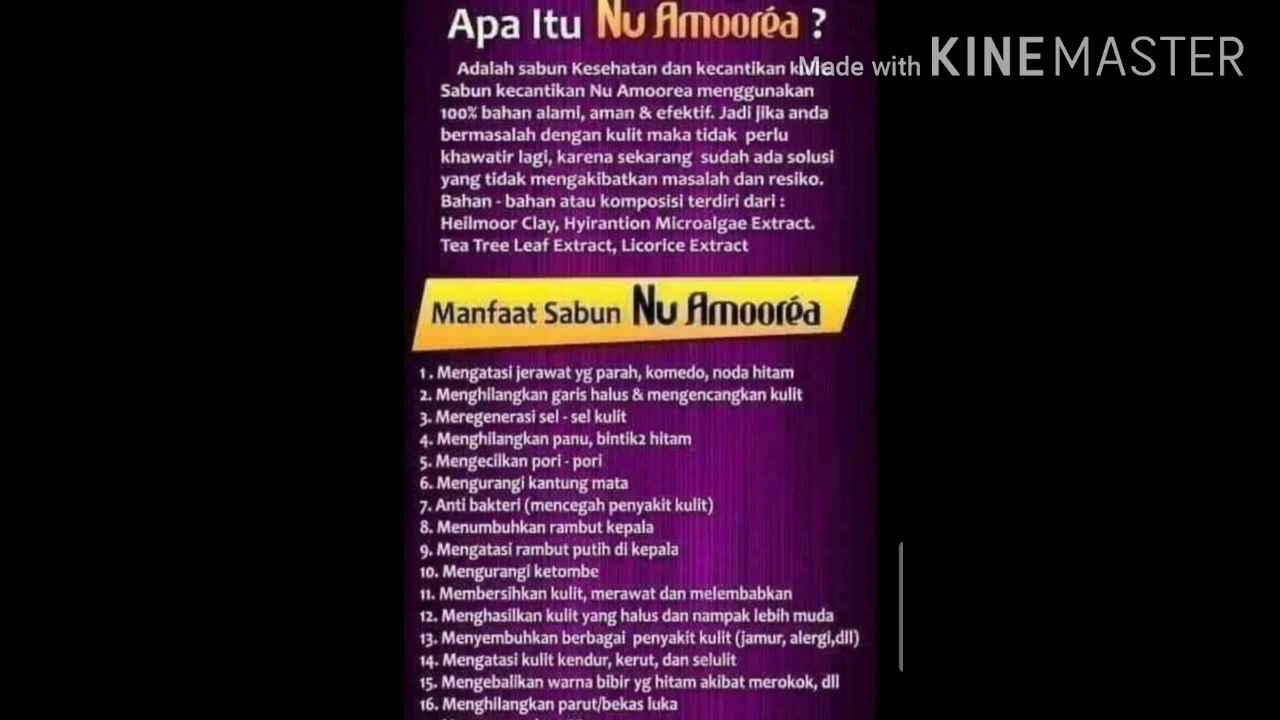 Apa Itu Nu Amooréa ?
Made with KINEMASTER
Adalah sabun Kesehatan dan kecantikan
Sabun kecantikan Nu Amoorea menggunakan
100% bahan alami, aman & efektif. Jadi jika anda
bermasalah dengan kulit maka tidak perlu
khawatir lagi, karena sekarang sudah ada solusi
yang tidak mengakibatkan masalah dan resiko.
Bahan - bahan atau komposisi terdiri dari :
Heilmoor Clay, Hyirantion Microalgae Extract.
Tea Tree Leaf Extract, Licorice Extract
Manfaat Sabun Nu Amooréa
1. Mengatasi jerawat yg parah, komedo, noda hitam
2. Menghilangkan garis halus & mengencangkan kulit
3. Meregenerasi sel - sel kulit
4. Menghilangkan panu, bintik2 hitam
5. Mengecilkan pori - pori
6. Mengurangi kantung mata
7. Anti bakteri (mencegah penyakit kulit)
8. Menumbuhkan rambut kepala
9. Mengatasi rambut putih di kepala
10. Mengurangi ketombe
11. Membersihkan kulit, merawat dan melembabkan
12. Menghasilkan kulit yang halus dan nampak lebih muda
13. Menyembuhkan berbagai penyakit kulit (jamur, alergi,dll)
14. Mengatasi kulit kendur, kerut, dan selulit
15. Mengebalikan warna bibir yg hitam akibat merokok, dll
16. Menghilangkan parut/bekas luka